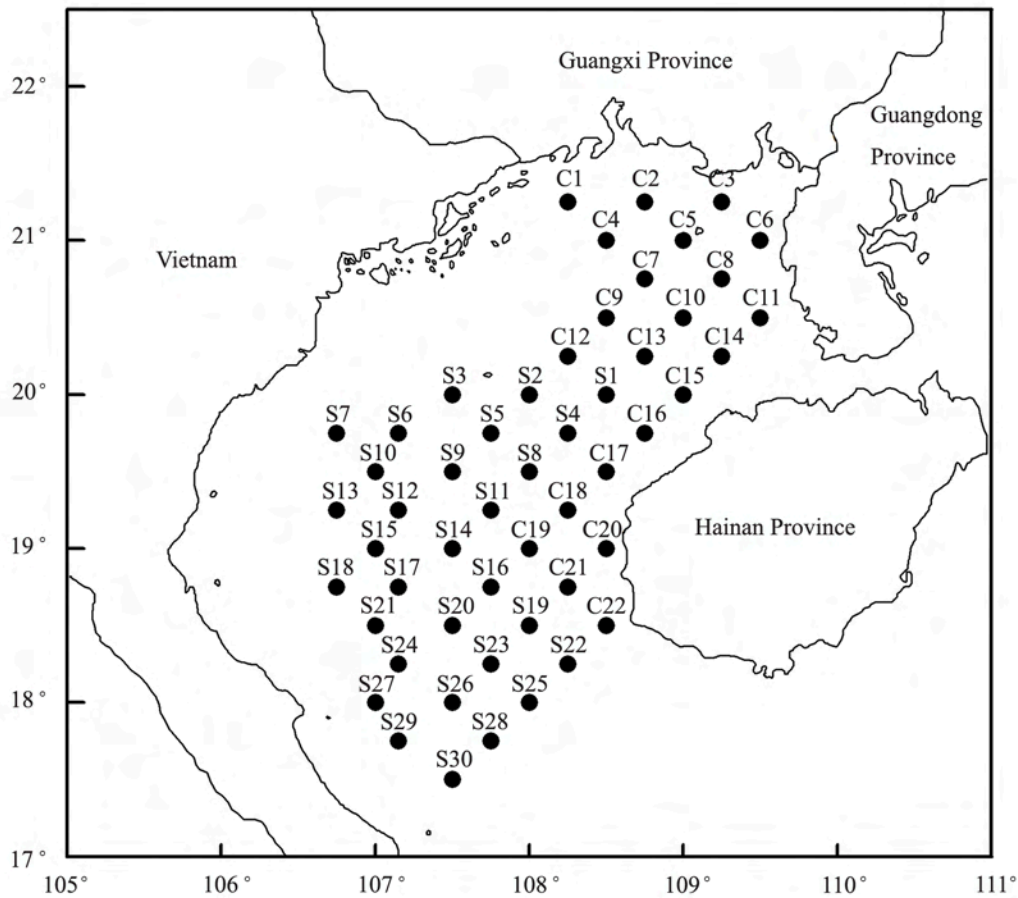 Guangxi Province
22°
Guangdong
Province
C1 C2 C3
C4 C5 C6
21°
Vietnam
C7 C8
C9 C10 C11
C12 C13 C14
S3 S2 S1 C15
20°
S7 S6 S5 S4 C16
S10 S9 S8 C17
S13 S12 S11 C18
Hainan Province
S15 S14 C19 C20
19°
S18 S17 S16 C21
S21 S20 S19 C22
S24 S23 S22
S27 S26 S25
18°
S29 S28
S30
17°
105° 106° 107° 108° 109° 110° 111°